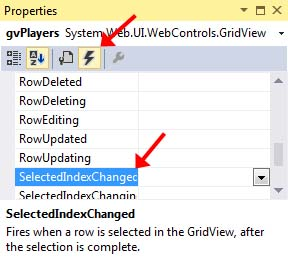 Properties
gvPlayers System.Web.UI.WebControls.GridView
RowDeleted
RowDeleting
RowEditing
RowUpdated
RowUpdating
SelectedIndexChanged
SelectedIndexChangin
SelectedIndexChanged
Fires when a row is selected in the GridView, after
the selection is complete.